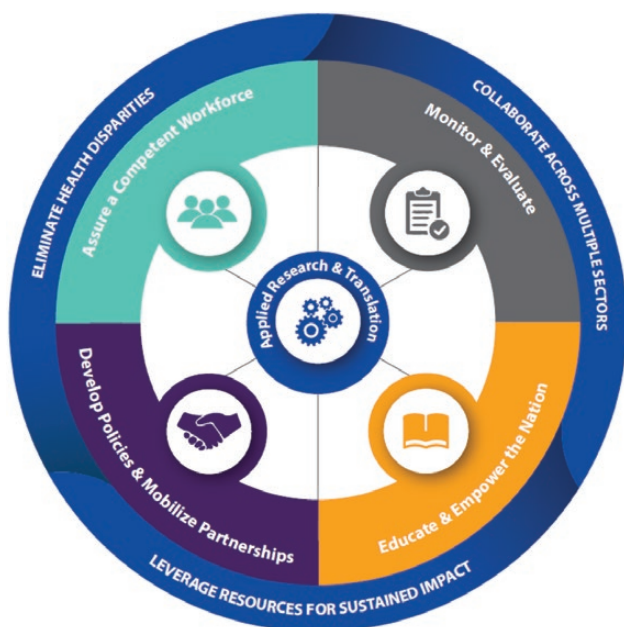 ELIMINATE HEALTH DISPARITIES
COLLABORATE ACROSS MULTIPLE SECTORS
LEVERAGE RESOURCES FOR SUSTAINED IMPACT
Assure a Competent Workforce
Monitor & Evaluate
Applied Research & Translation
Develop Policies & Mobilize Partnerships
Educate & Empower the Nation